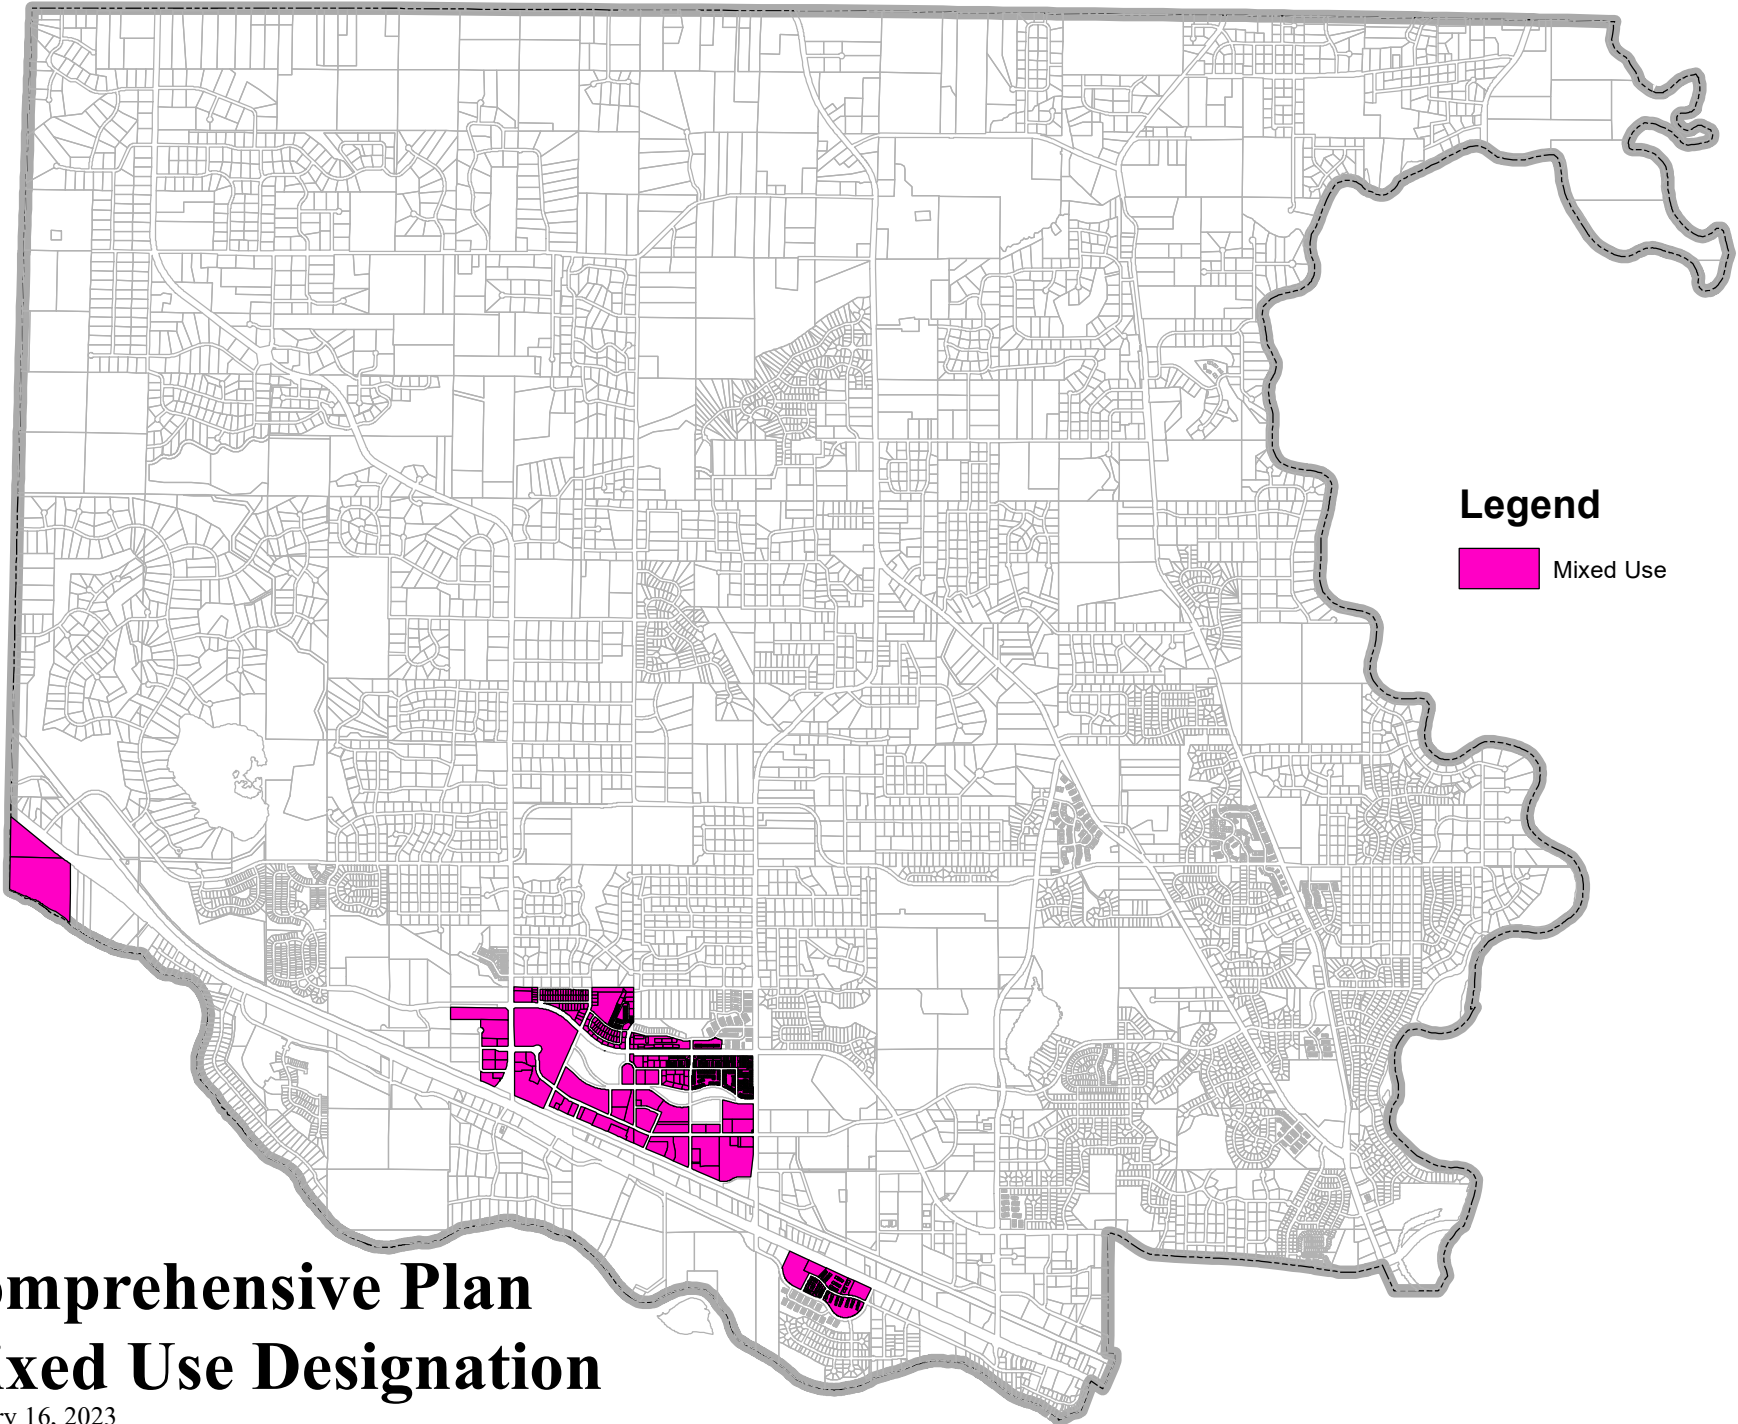 Legend
Mixed Use
omprehensive Plan
ixed Use Designation
ry 16, 2023